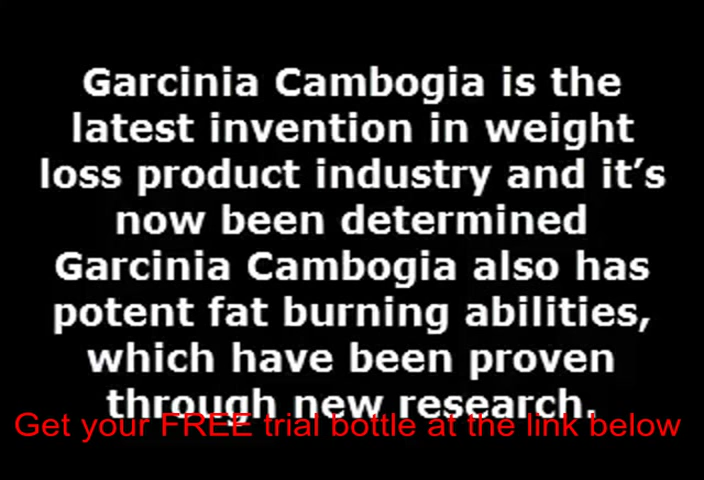 Garcinia Cambogia is the
latest invention in weight
loss product industry and it’s
now been determined
Garcinia Cambogia also has
potent fat burning abilities,
which have been proven
through new research.
Get your FREE trial bottle at the link below